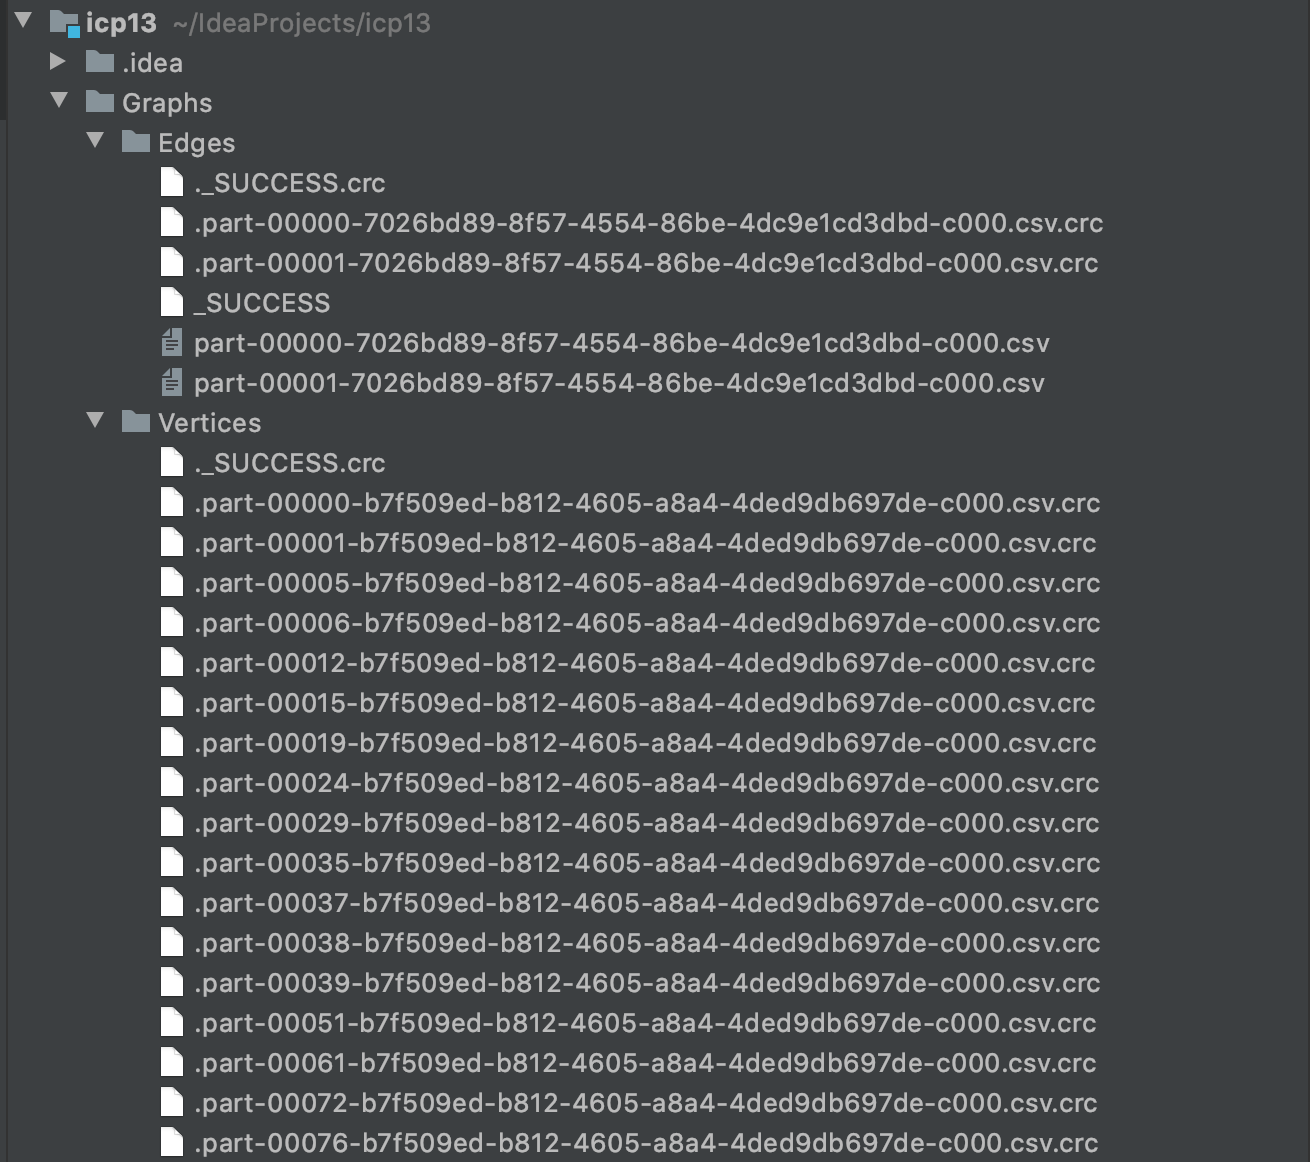 icp13 ~/IdeaProjects/icp13
.idea
Graphs
Edges
._SUCCESS.crc
.part-00000-7026bd89-8f57-4554-86be-4dc9e1cd3dbd-c000.csv.crc
.part-00001-7026bd89-8f57-4554-86be-4dc9e1cd3dbd-c000.csv.crc
_SUCCESS
part-00000-7026bd89-8f57-4554-86be-4dc9e1cd3dbd-c000.csv
part-00001-7026bd89-8f57-4554-86be-4dc9e1cd3dbd-c000.csv
Vertices
._SUCCESS.crc
.part-00000-b7f509ed-b812-4605-a8a4-4ded9db697de-c000.csv.crc
.part-00001-b7f509ed-b812-4605-a8a4-4ded9db697de-c000.csv.crc
.part-00005-b7f509ed-b812-4605-a8a4-4ded9db697de-c000.csv.crc
.part-00006-b7f509ed-b812-4605-a8a4-4ded9db697de-c000.csv.crc
.part-00012-b7f509ed-b812-4605-a8a4-4ded9db697de-c000.csv.crc
.part-00015-b7f509ed-b812-4605-a8a4-4ded9db697de-c000.csv.crc
.part-00019-b7f509ed-b812-4605-a8a4-4ded9db697de-c000.csv.crc
.part-00024-b7f509ed-b812-4605-a8a4-4ded9db697de-c000.csv.crc
.part-00029-b7f509ed-b812-4605-a8a4-4ded9db697de-c000.csv.crc
.part-00035-b7f509ed-b812-4605-a8a4-4ded9db697de-c000.csv.crc
.part-00037-b7f509ed-b812-4605-a8a4-4ded9db697de-c000.csv.crc
.part-00038-b7f509ed-b812-4605-a8a4-4ded9db697de-c000.csv.crc
.part-00039-b7f509ed-b812-4605-a8a4-4ded9db697de-c000.csv.crc
.part-00051-b7f509ed-b812-4605-a8a4-4ded9db697de-c000.csv.crc
.part-00061-b7f509ed-b812-4605-a8a4-4ded9db697de-c000.csv.crc
.part-00072-b7f509ed-b812-4605-a8a4-4ded9db697de-c000.csv.crc
.part-00076-b7f509ed-b812-4605-a8a4-4ded9db697de-c000.csv.crc